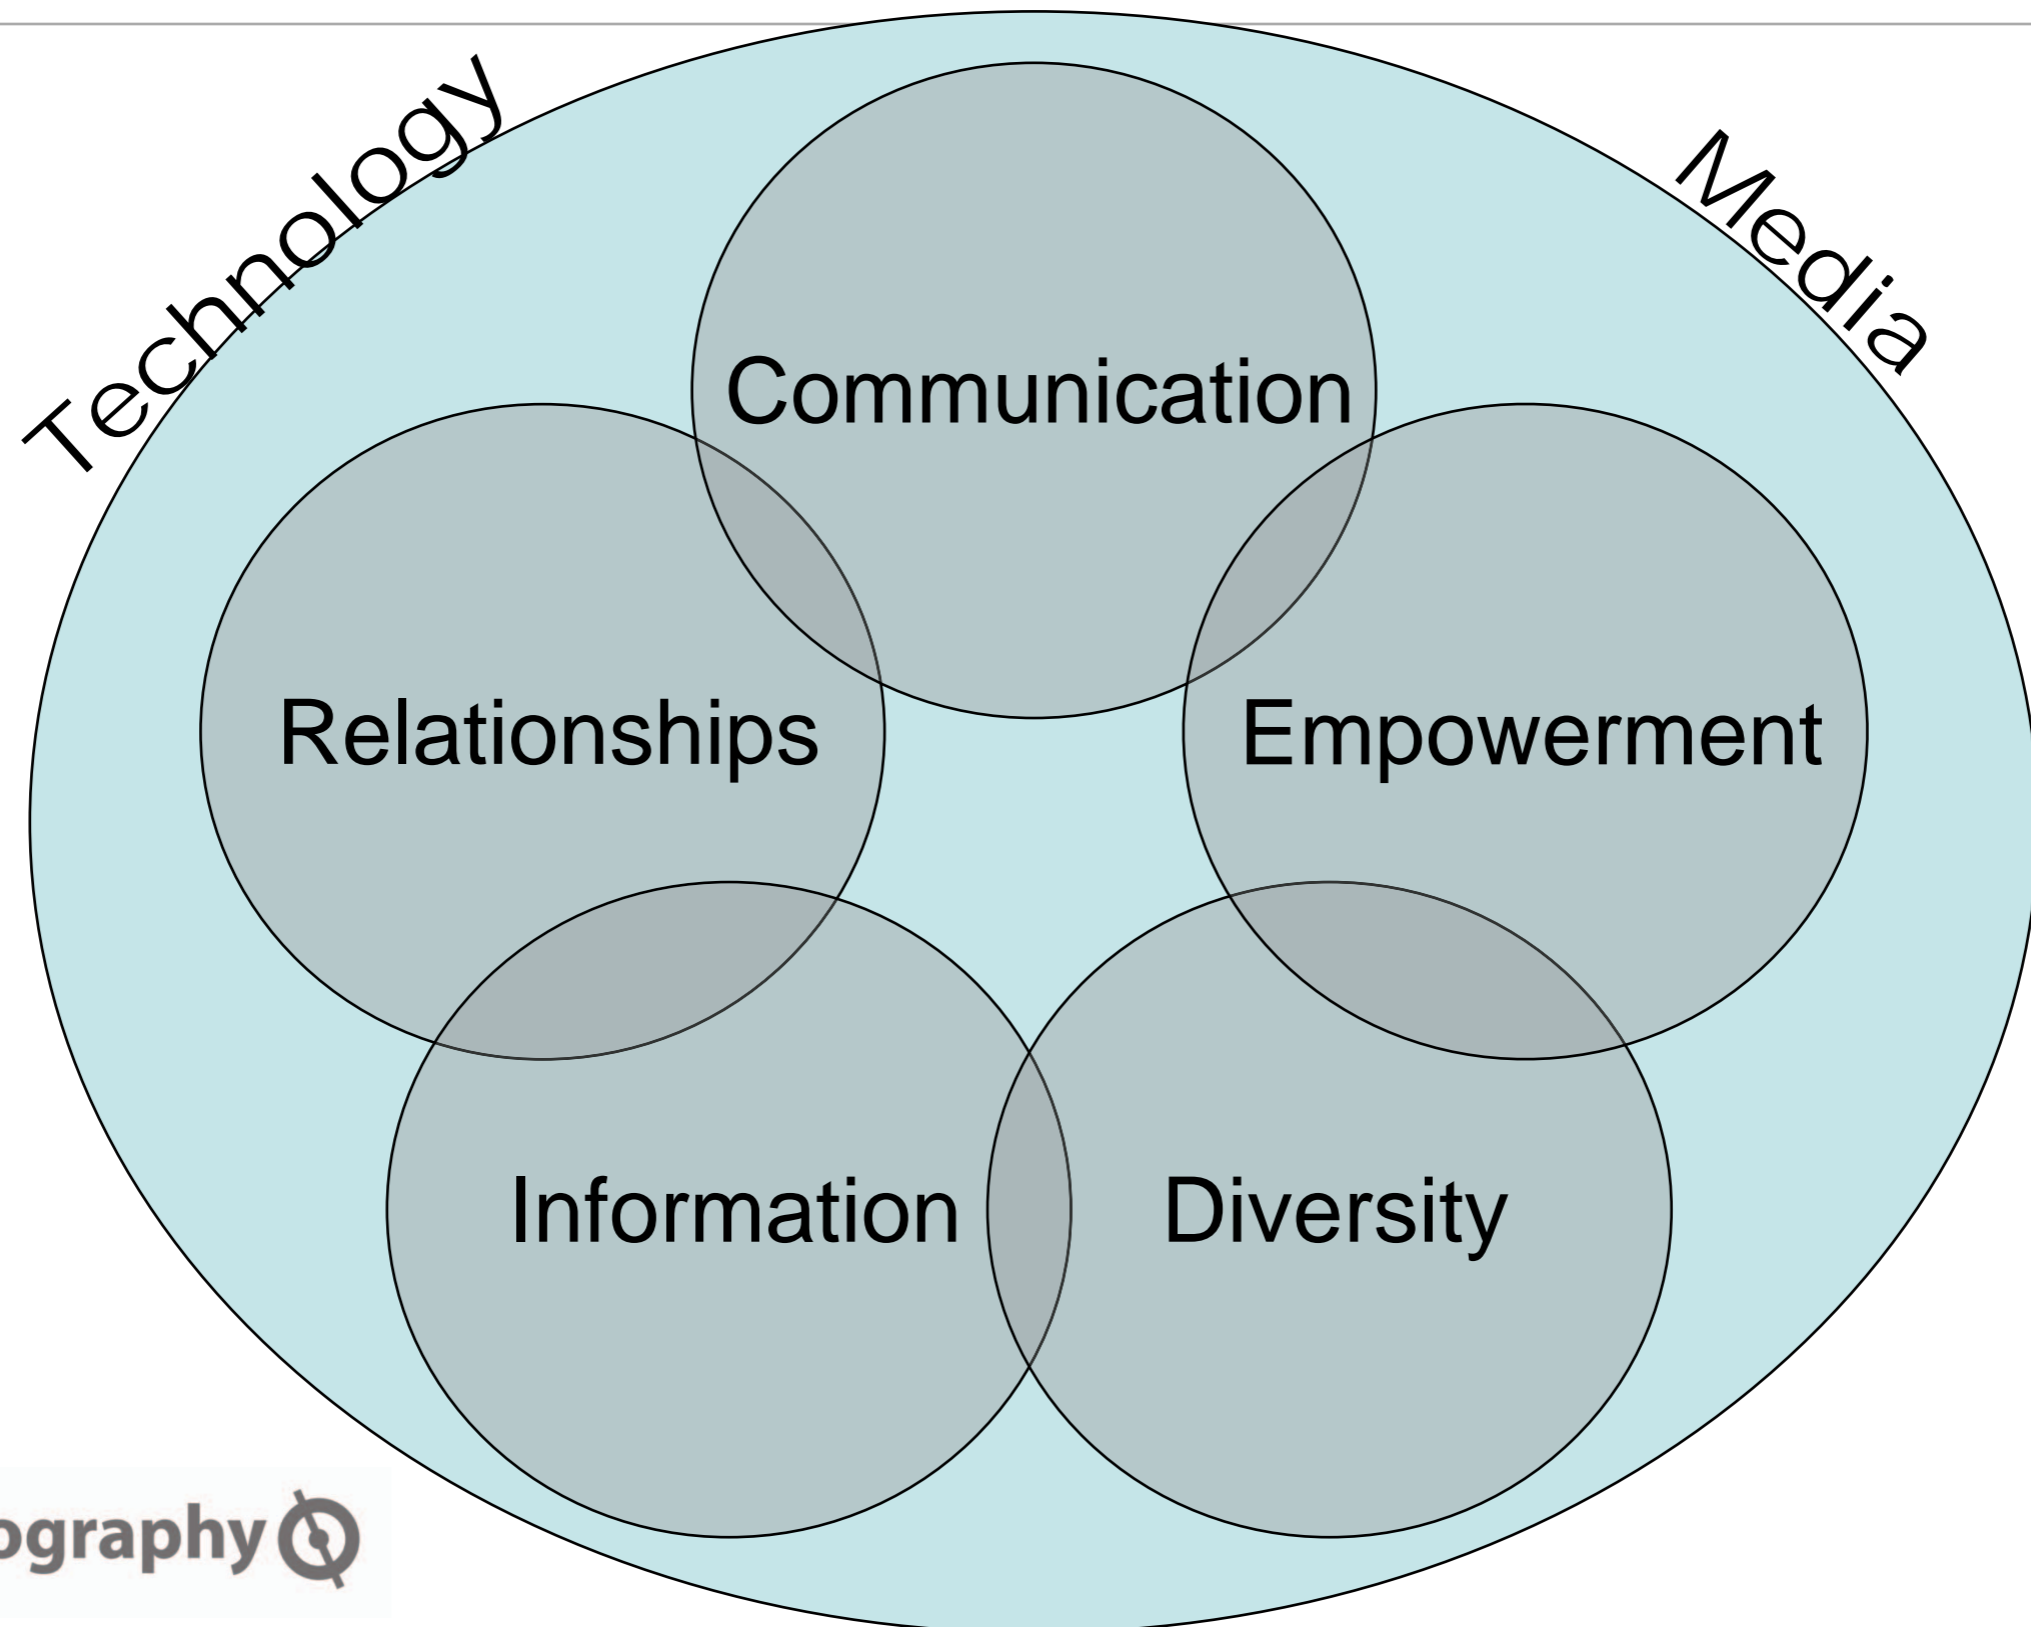 Technology
Media
Communication
Relationships
Empowerment
Information
Diversity
ography